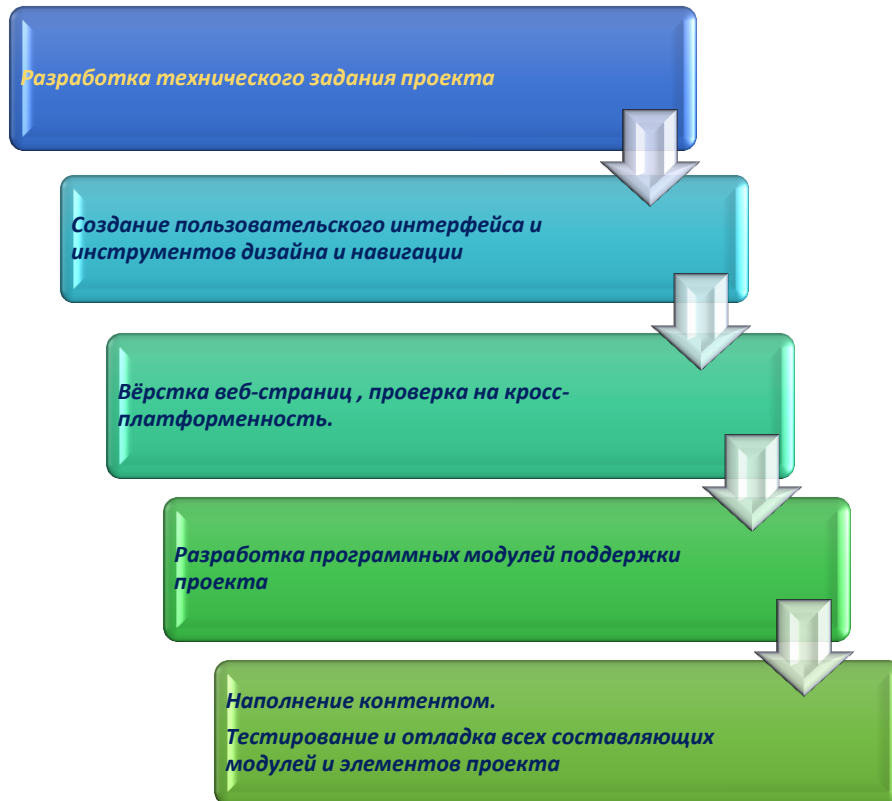 Разработка технического задания проекта
Создание пользовательского интерфейса и
инструментов дизайна и навигации
Вёрстка веб-страниц , проверка на кросс-
платформенность.
Разработка программных модулей поддержки
проекта
Наполнение контентом.
Тестирование и отладка всех составляющих
модулей и элементов проекта